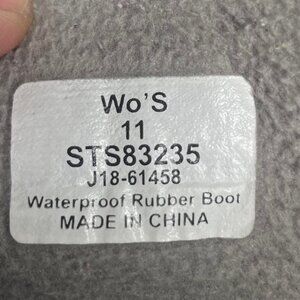 Wo'S
11
STS83235
J18-61458
Waterproof Rubber Boot
MADE IN CHINA